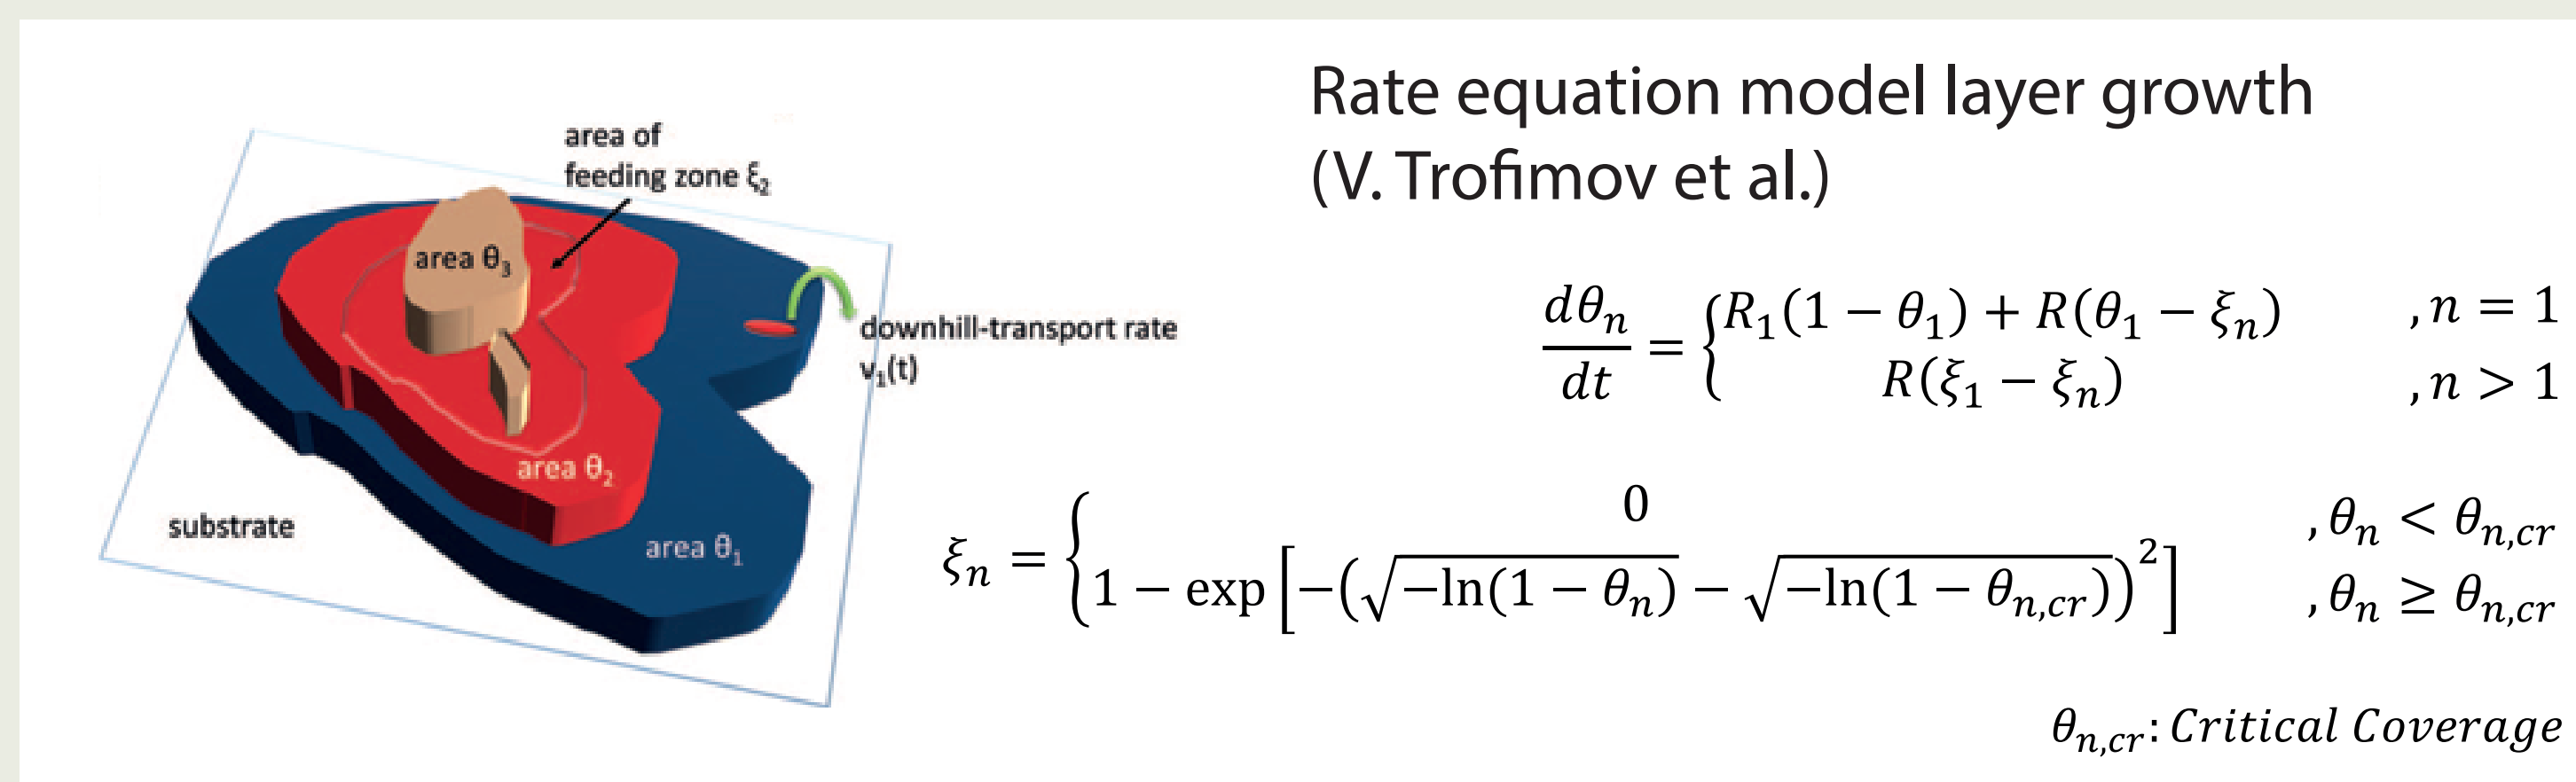 area of
feeding zone ξ₂
area θ₃
downhill-transport rate
v₁(t)
area θ₂
substrate
area θ₁
Rate equation model layer growth
(V. Trofimov et al.)
dθₙ/dt = { R₁(1 − θ₁) + R(θ₁ − ξₙ) , n = 1
R(ξ₁ − ξₙ) , n > 1
ξₙ = { 0 , θₙ < θₙ,cr
1 − exp [−(√−ln(1 − θₙ) − √−ln(1 − θₙ,cr))²] , θₙ ≥ θₙ,cr
θₙ,cr: Critical Coverage